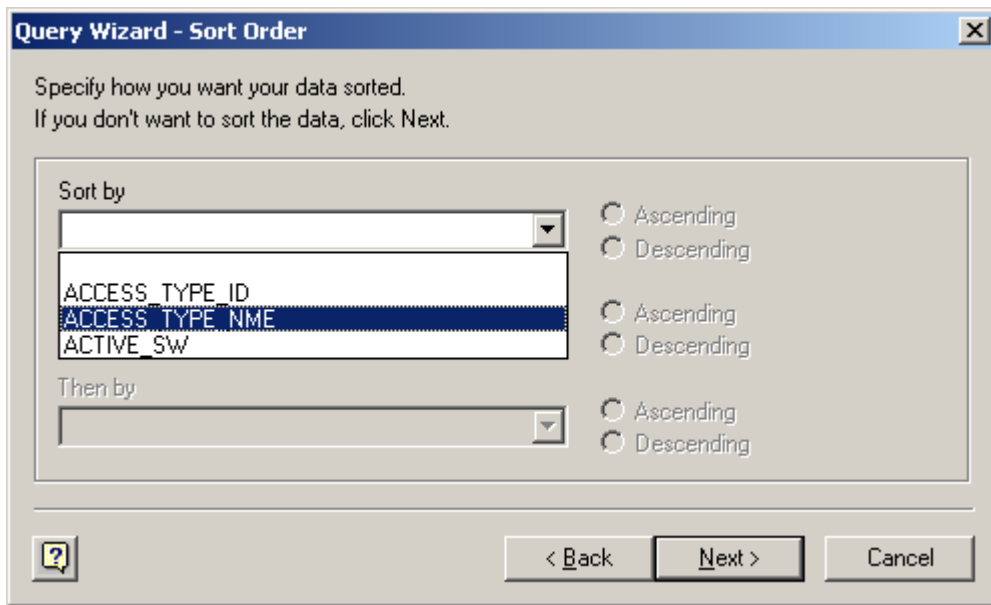 Query Wizard - Sort Order
Specify how you want your data sorted.
If you don't want to sort the data, click Next.
Sort by
Ascending
Descending
ACCESS_TYPE_ID
ACCESS_TYPE_NME
ACTIVE_SW
Ascending
Descending
Then by
Ascending
Descending
< Back
Next >
Cancel